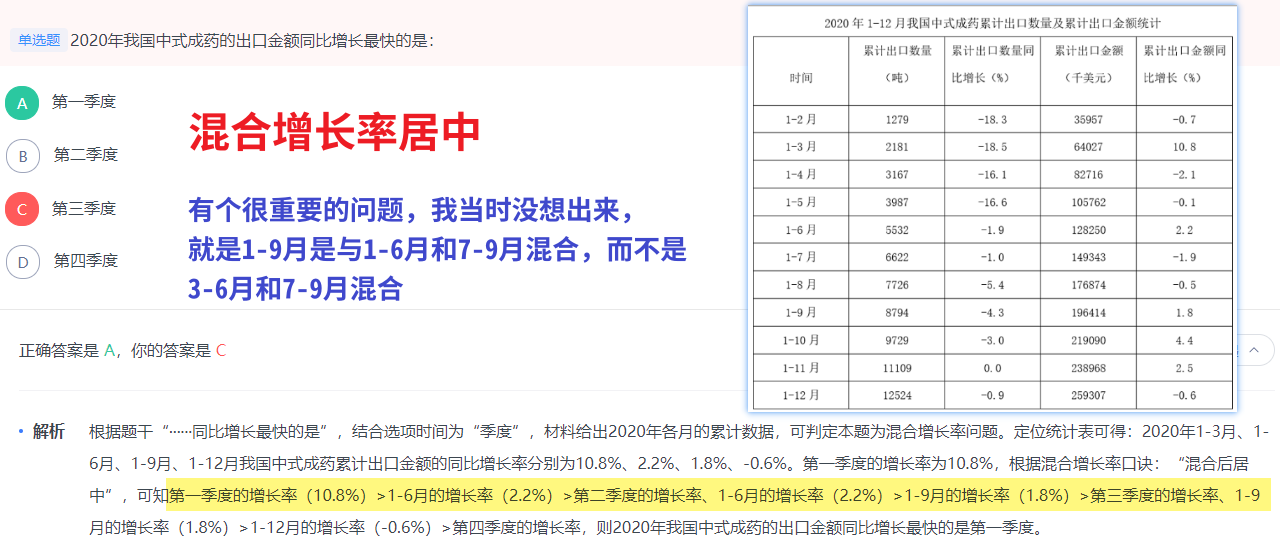 单选题 2020年我国中式成药的出口金额同比增长最快的是：
A 第一季度
B 第二季度
C 第三季度
D 第四季度
混合增长率居中
有个很重要的问题，我当时没想出来，
就是1-9月是与1-6月和7-9月混合，而不是
3-6月和7-9月混合
2020 年 1-12 月我国中式成药累计出口数量及累计出口金额统计
时间 累计出口数量（吨） 累计出口数量同比增长（%） 累计出口金额（千美元） 累计出口金额同比增长（%）
1-2 月 1279 -18.3 35957 -0.7
1-3 月 2181 -18.5 64027 10.8
1-4 月 3167 -16.1 82716 -2.1
1-5 月 3987 -16.6 105762 -0.1
1-6 月 5532 -1.9 128250 2.2
1-7 月 6622 -1.0 149343 -1.9
1-8 月 7726 -5.4 176874 -0.5
1-9 月 8794 -4.3 196414 1.8
1-10 月 9729 -3.0 219090 4.4
1-11 月 11109 0.0 238968 2.5
1-12 月 12524 -0.9 259307 -0.6
正确答案是 A，你的答案是 C
解析 根据题干“······同比增长最快的是”，结合选项时间为“季度”，材料给出2020年各月的累计数据，可判定本题为混合增长率问题。定位统计表可得：2020年1-3月、1-
6月、1-9月、1-12月我国中式成药累计出口金额的同比增长率分别为10.8%、2.2%、1.8%、-0.6%。第一季度的增长率为10.8%，根据混合增长率口诀：“混合后居
中”，可知第一季度的增长率（10.8%）>1-6月的增长率（2.2%）>第二季度的增长率、1-6月的增长率（2.2%）>1-9月的增长率（1.8%）>第三季度的增长率、1-9
月的增长率（1.8%）>1-12月的增长率（-0.6%）>第四季度的增长率，则2020年我国中式成药的出口金额同比增长最快的是第一季度。